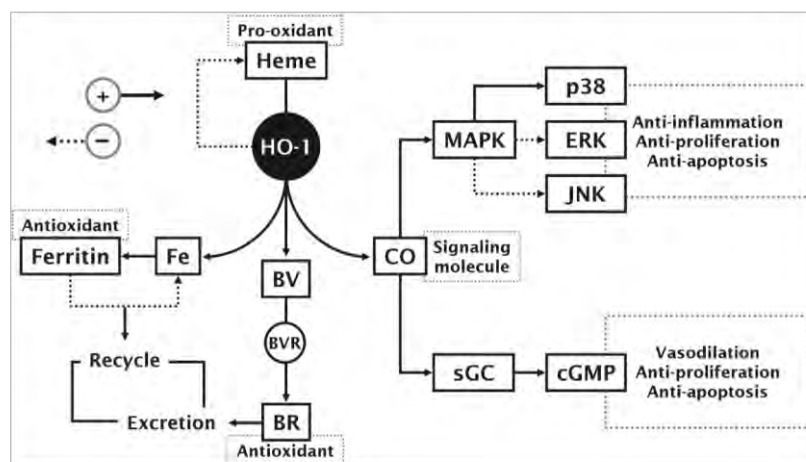 Pro-oxidant
Heme
+
−
HO-1
MAPK
p38
ERK
JNK
Anti-inflammation
Anti-proliferation
Anti-apoptosis
Antioxidant
Ferritin
Fe
BV
CO
Signaling
molecule
BVR
Recycle
Excretion
BR
Antioxidant
sGC
cGMP
Vasodilation
Anti-proliferation
Anti-apoptosis